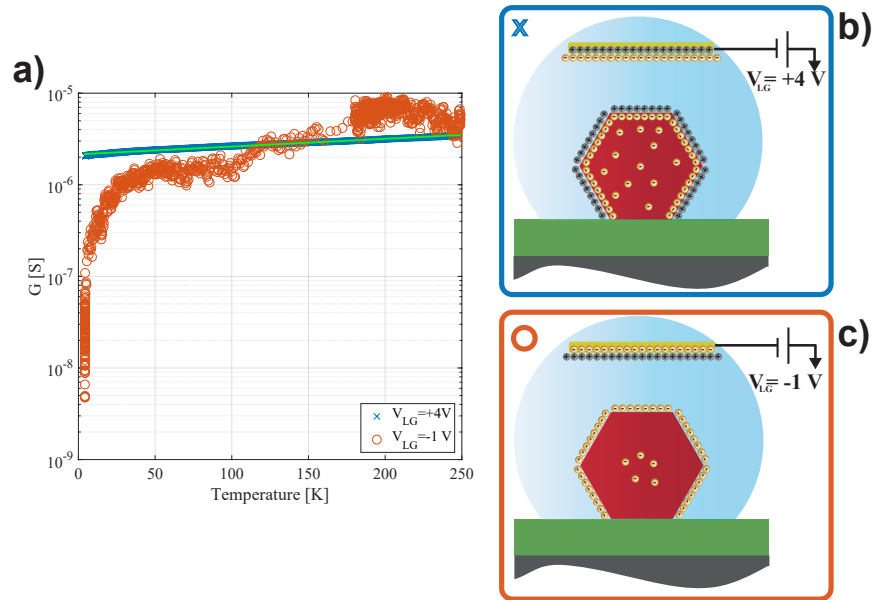 a)
G [S]
10^-5
10^-6
10^-7
10^-8
10^-9
0
50
100
150
200
250
Temperature [K]
× V_LG=+4V
○ V_LG=-1 V
X
b)
V_LG= +4 V
c)
V_LG= -1 V